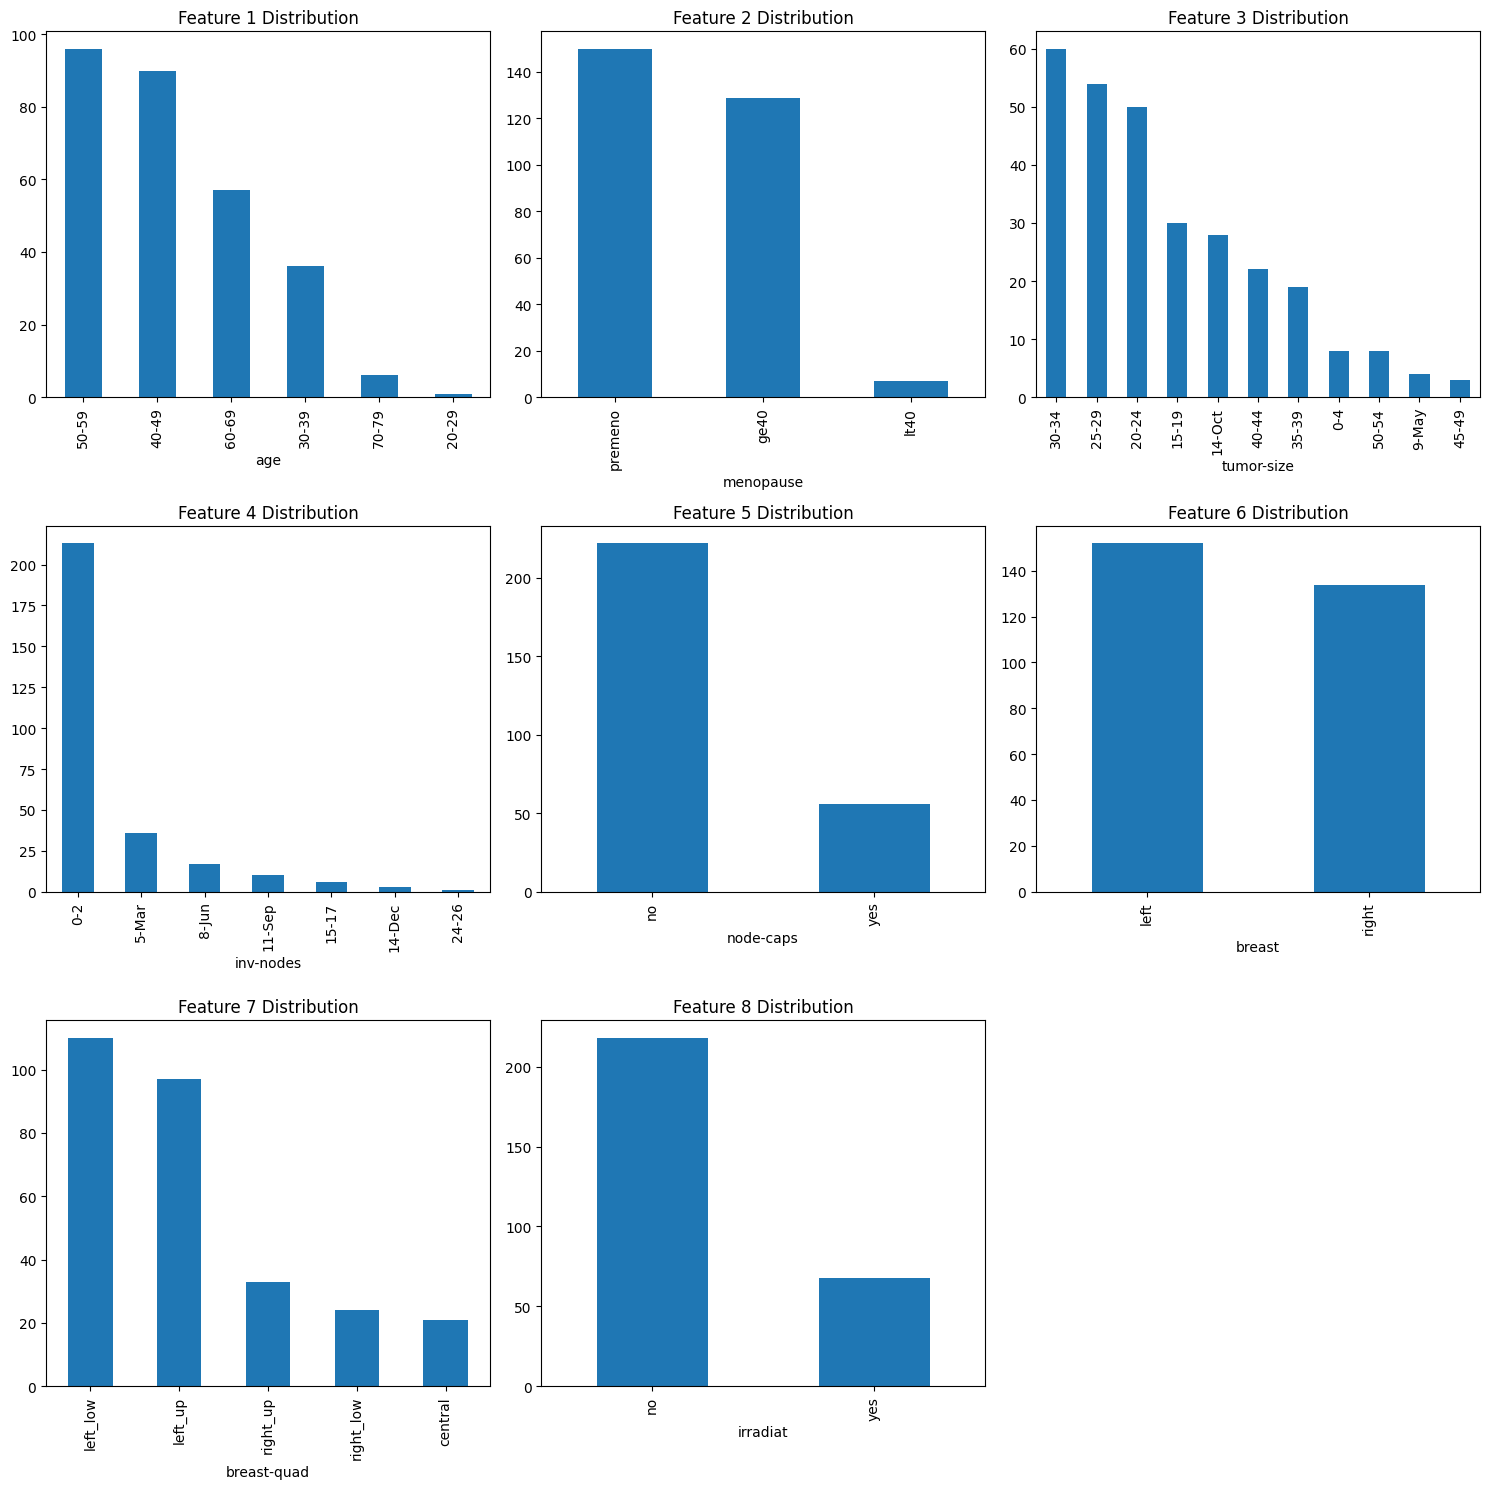 Feature 1 Distribution
100
80
60
40
20
0
50-59
40-49
60-69
30-39
70-79
20-29
age
Feature 2 Distribution
140
120
100
80
60
40
20
0
premeno
ge40
lt40
menopause
Feature 3 Distribution
60
50
40
30
20
10
0
30-34
25-29
20-24
15-19
14-Oct
40-44
35-39
0-4
50-54
9-May
45-49
tumor-size
Feature 4 Distribution
200
175
150
125
100
75
50
25
0
0-2
5-Mar
8-Jun
11-Sep
15-17
14-Dec
24-26
inv-nodes
Feature 5 Distribution
200
150
100
50
0
no
yes
node-caps
Feature 6 Distribution
140
120
100
80
60
40
20
0
left
right
breast
Feature 7 Distribution
100
80
60
40
20
0
left_low
left_up
right_up
right_low
central
breast-quad
Feature 8 Distribution
200
150
100
50
0
no
yes
irradiat